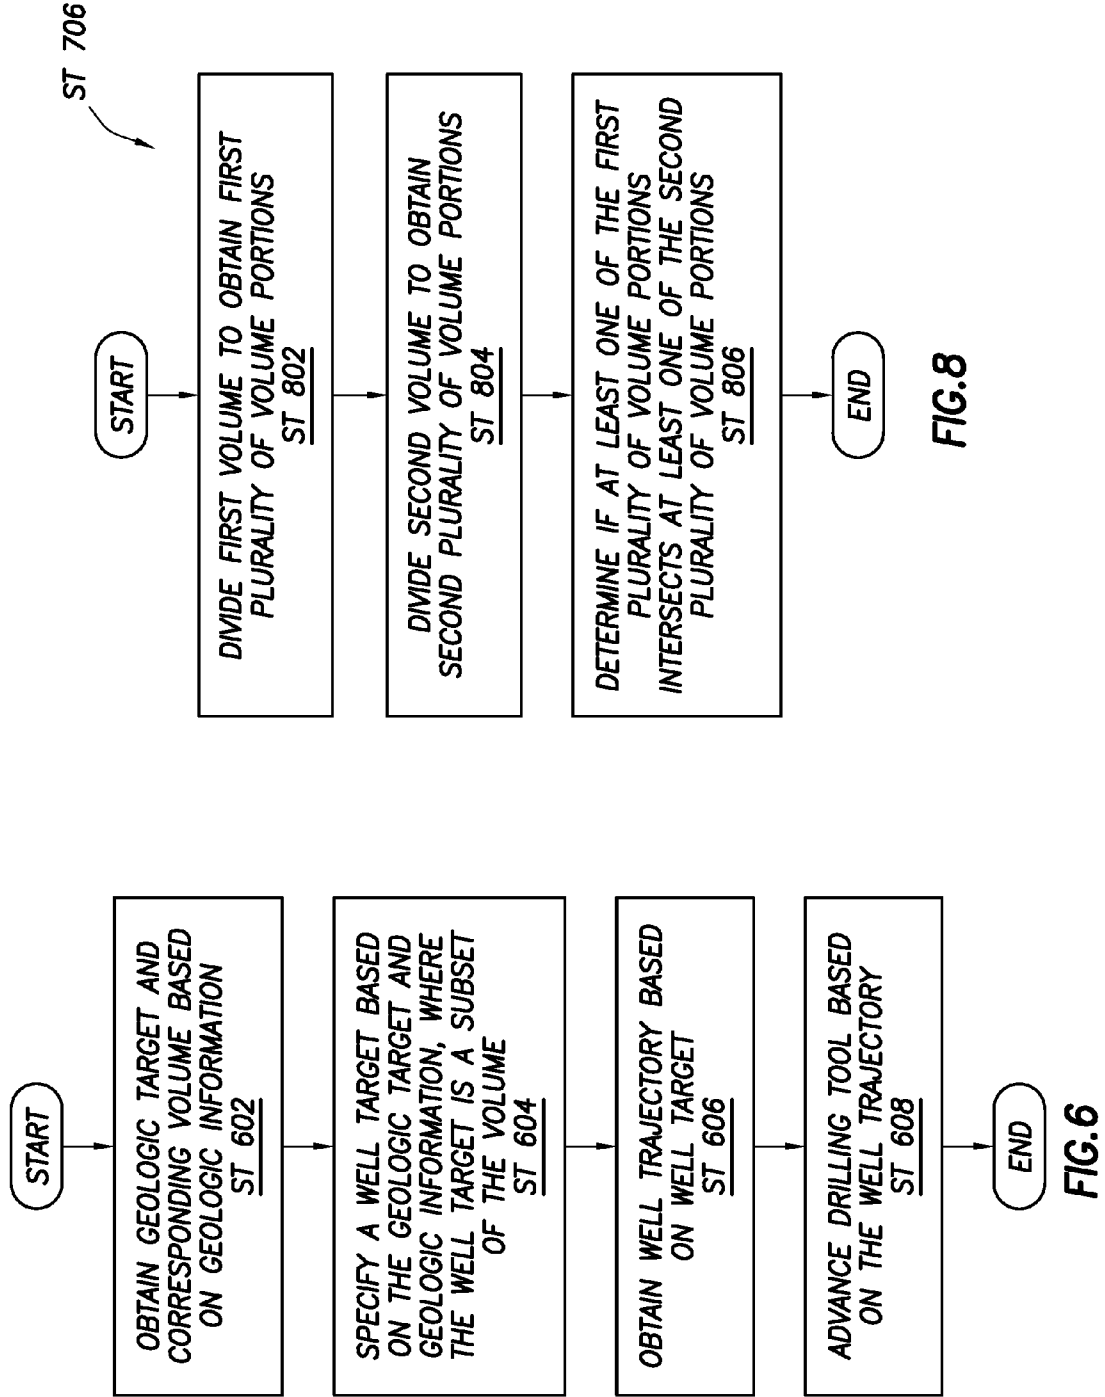 START
OBTAIN GEOLOGIC TARGET AND
CORRESPONDING VOLUME BASED
ON GEOLOGIC INFORMATION
ST 602
SPECIFY A WELL TARGET BASED
ON THE GEOLOGIC TARGET AND
GEOLOGIC INFORMATION, WHERE
THE WELL TARGET IS A SUBSET
OF THE VOLUME
ST 604
OBTAIN WELL TRAJECTORY BASED
ON WELL TARGET
ST 606
ADVANCE DRILLING TOOL BASED
ON THE WELL TRAJECTORY
ST 608
END
FIG.6
ST 706
START
DIVIDE FIRST VOLUME TO OBTAIN FIRST
PLURALITY OF VOLUME PORTIONS
ST 802
DIVIDE SECOND VOLUME TO OBTAIN
SECOND PLURALITY OF VOLUME PORTIONS
ST 804
DETERMINE IF AT LEAST ONE OF THE FIRST
PLURALITY OF VOLUME PORTIONS
INTERSECTS AT LEAST ONE OF THE SECOND
PLURALITY OF VOLUME PORTIONS
ST 806
END
FIG.8